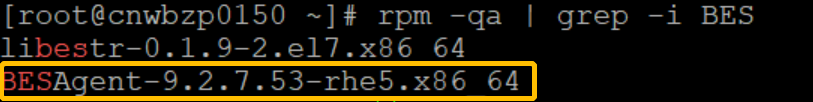 [root@cnwbzp0150 ~]# rpm -qa | grep -i BES
libestr-0.1.9-2.el7.x86_64
BESAgent-9.2.7.53-rhe5.x86_64